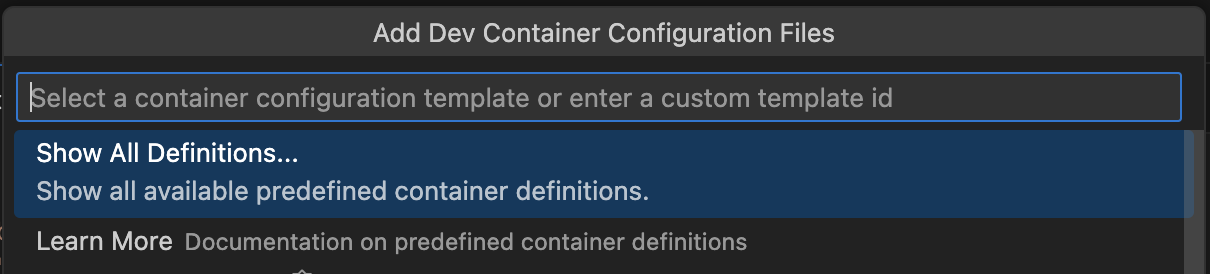 Add Dev Container Configuration Files
Select a container configuration template or enter a custom template id
Show All Definitions...
Show all available predefined container definitions.
Learn More Documentation on predefined container definitions